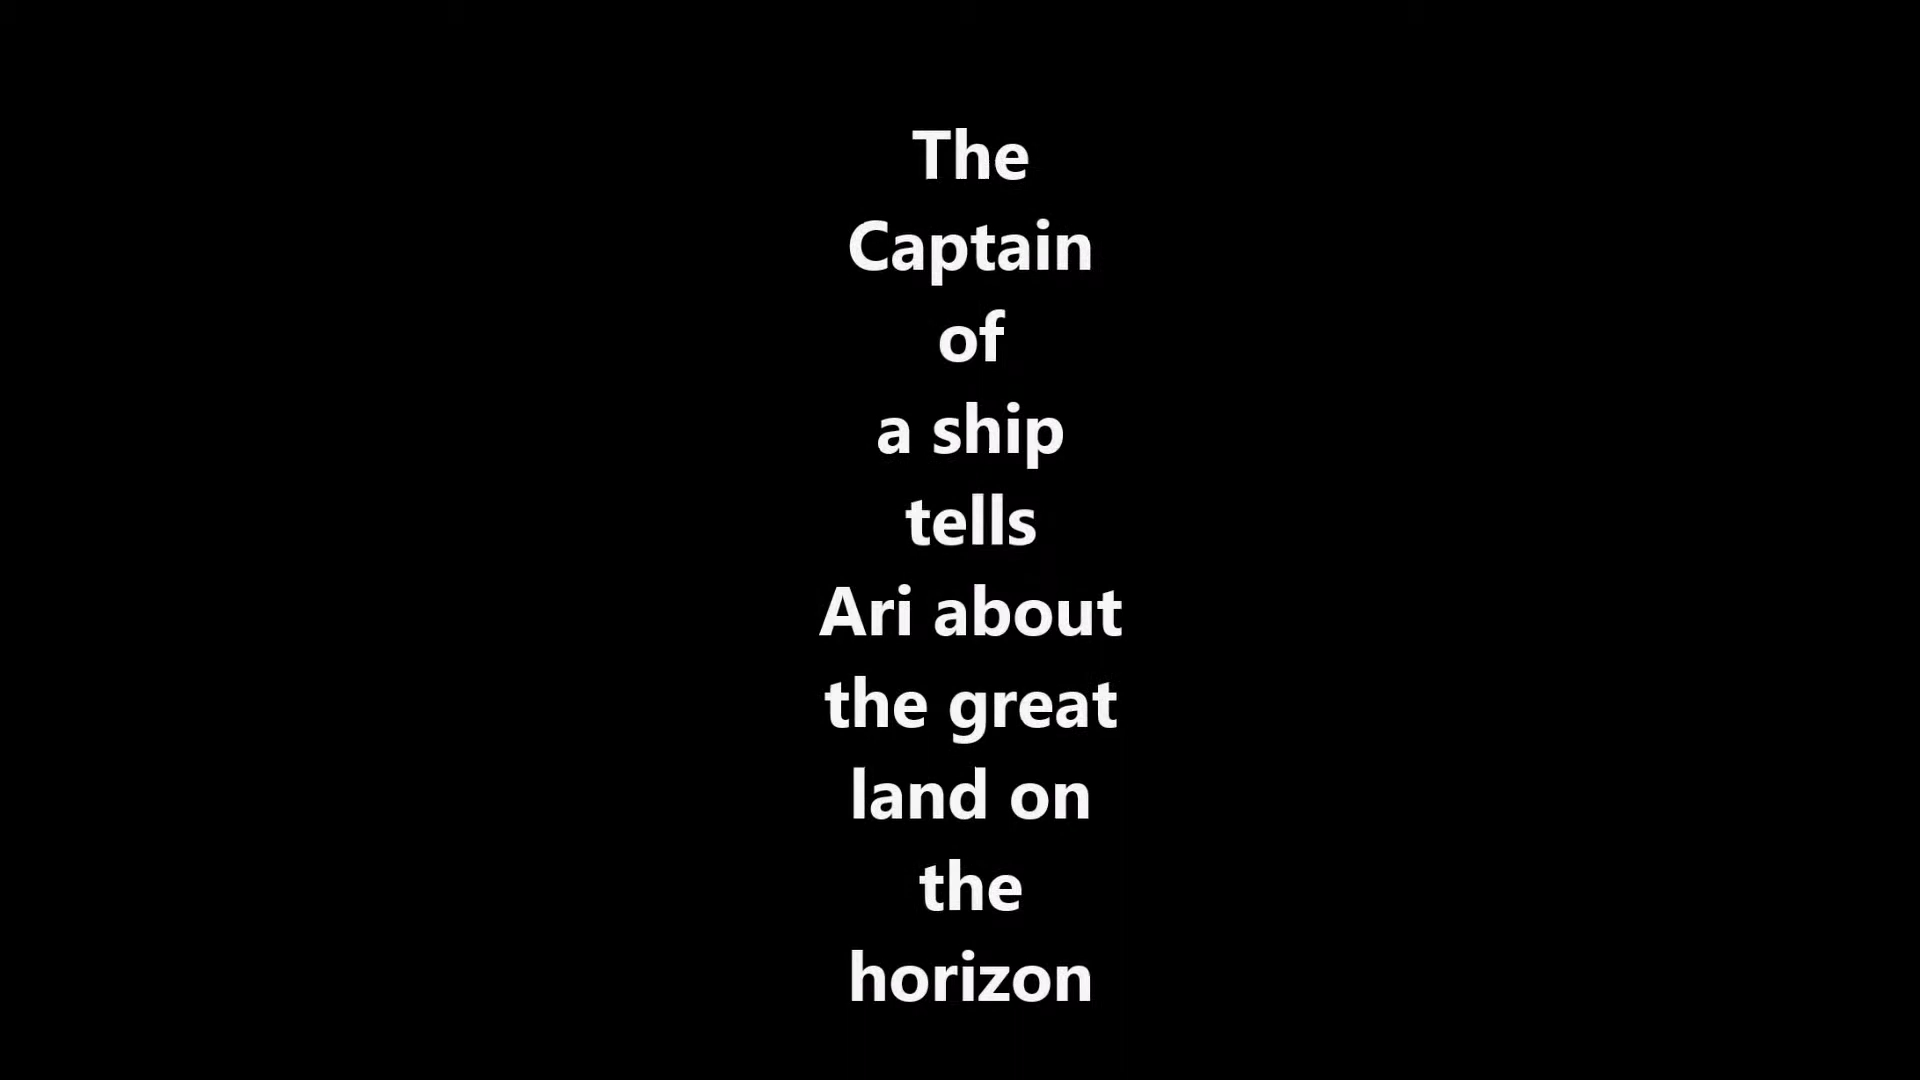 The
Captain
of
a ship
tells
Ari about
the great
land on
the
horizon